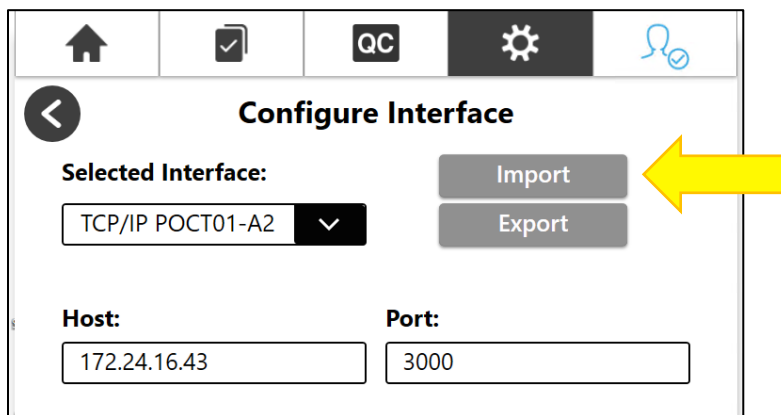 QC
Configure Interface
Selected Interface:
Import
TCP/IP POCT01-A2
Export
Host:
Port:
172.24.16.43
3000